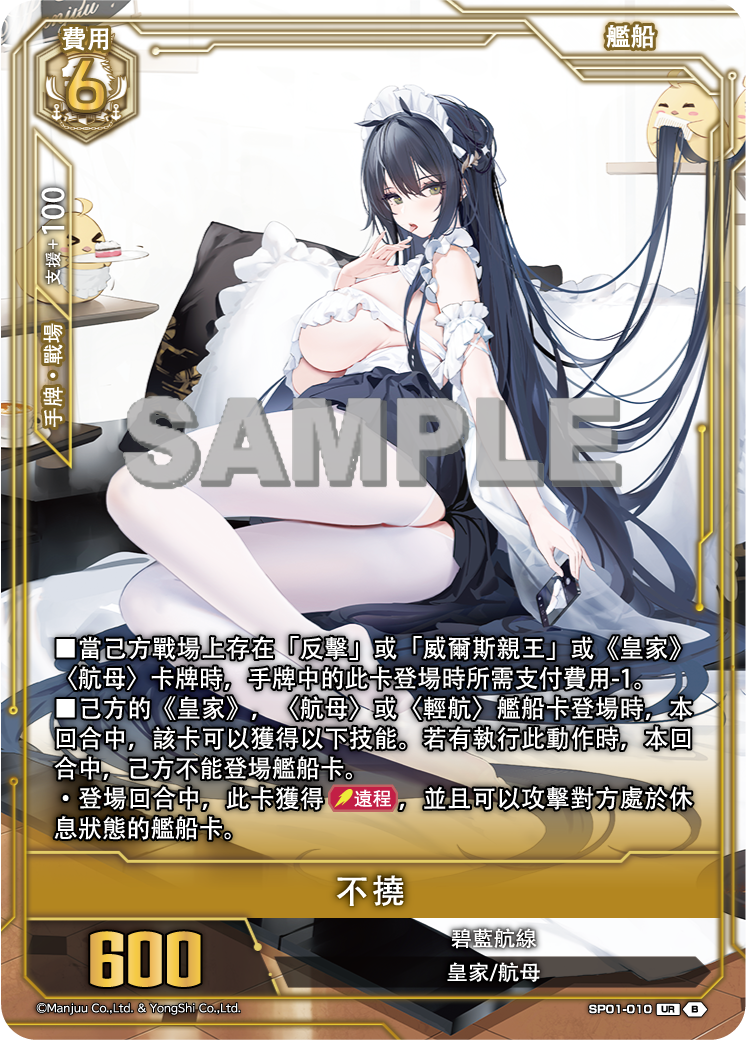 費用
6
艦船
支援+100
手牌・戰場
SAMPLE
■當己方戰場上存在「反擊」或「威爾斯親王」或《皇家》
〈航母〉卡牌時，手牌中的此卡登場時所需支付費用-1。
■己方的《皇家》，〈航母〉或〈輕航〉艦船卡登場時，本
回合中，該卡可以獲得以下技能。若有執行此動作時，本回
合中，己方不能登場艦船卡。
・登場回合中，此卡獲得 遠程，並且可以攻擊對方處於休
息狀態的艦船卡。
不撓
600
碧藍航線
皇家/航母
©Manjuu Co.,Ltd. & YongShi Co.,Ltd.
SP01-010 UR B